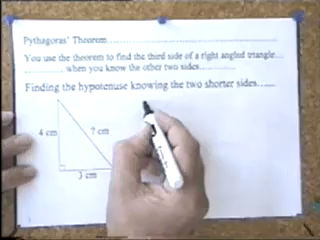 Pythagoras' Theorem
You use the theorem to find the third side of a right angled triangle...
............ when you know the other two sides............
Finding the hypotenuse knowing the two shorter sides......
4 cm
? cm
3 cm